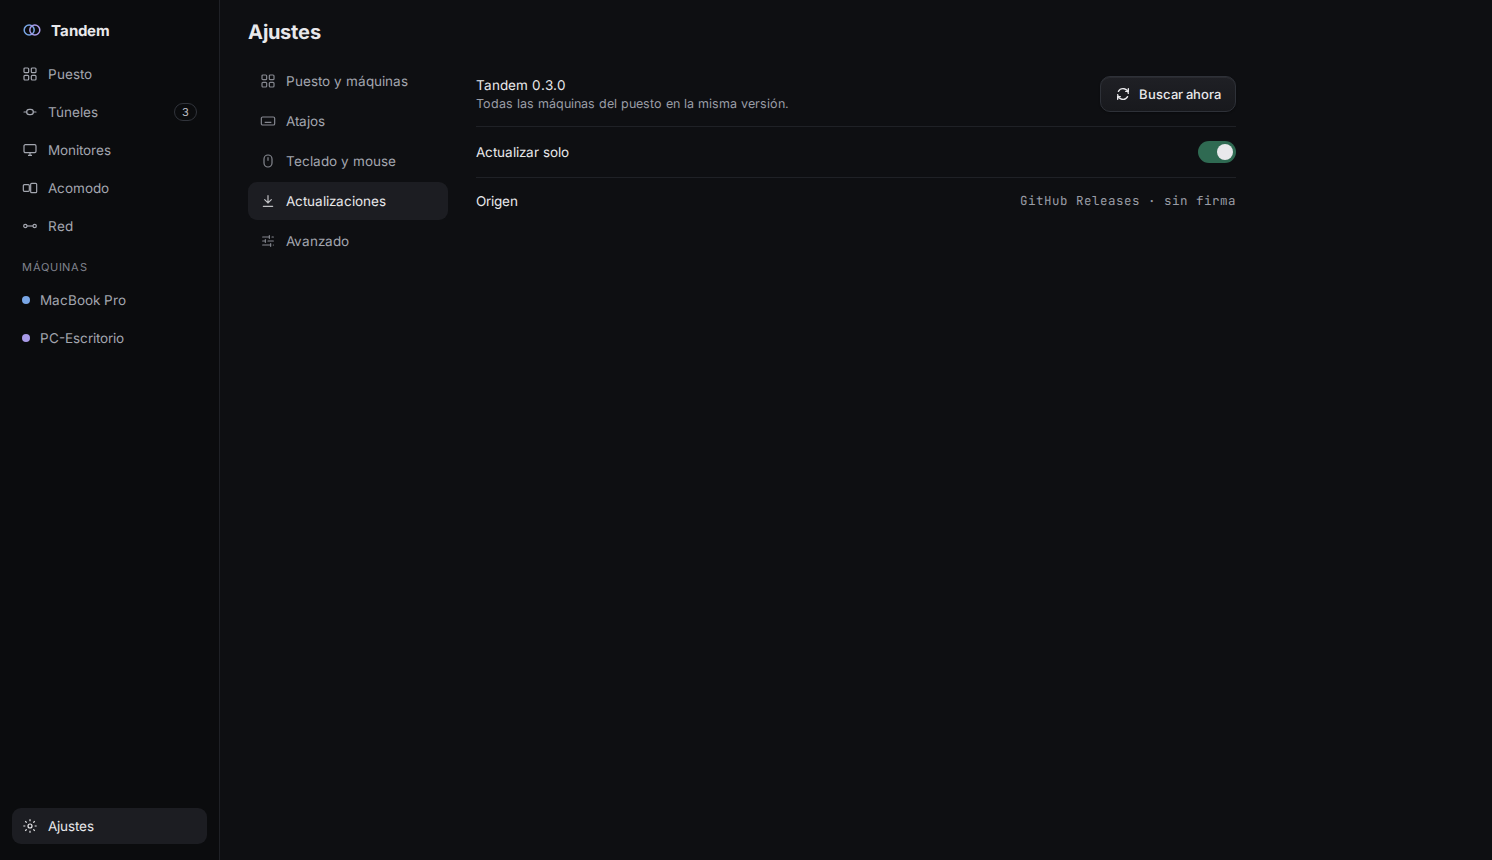 Tandem
Puesto
Túneles 3
Monitores
Acomodo
Red
MÁQUINAS
MacBook Pro
PC-Escritorio
Ajustes
Ajustes
Puesto y máquinas
Atajos
Teclado y mouse
Actualizaciones
Avanzado
Tandem 0.3.0
Todas las máquinas del puesto en la misma versión.
Buscar ahora
Actualizar solo
Origen
GitHub Releases · sin firma